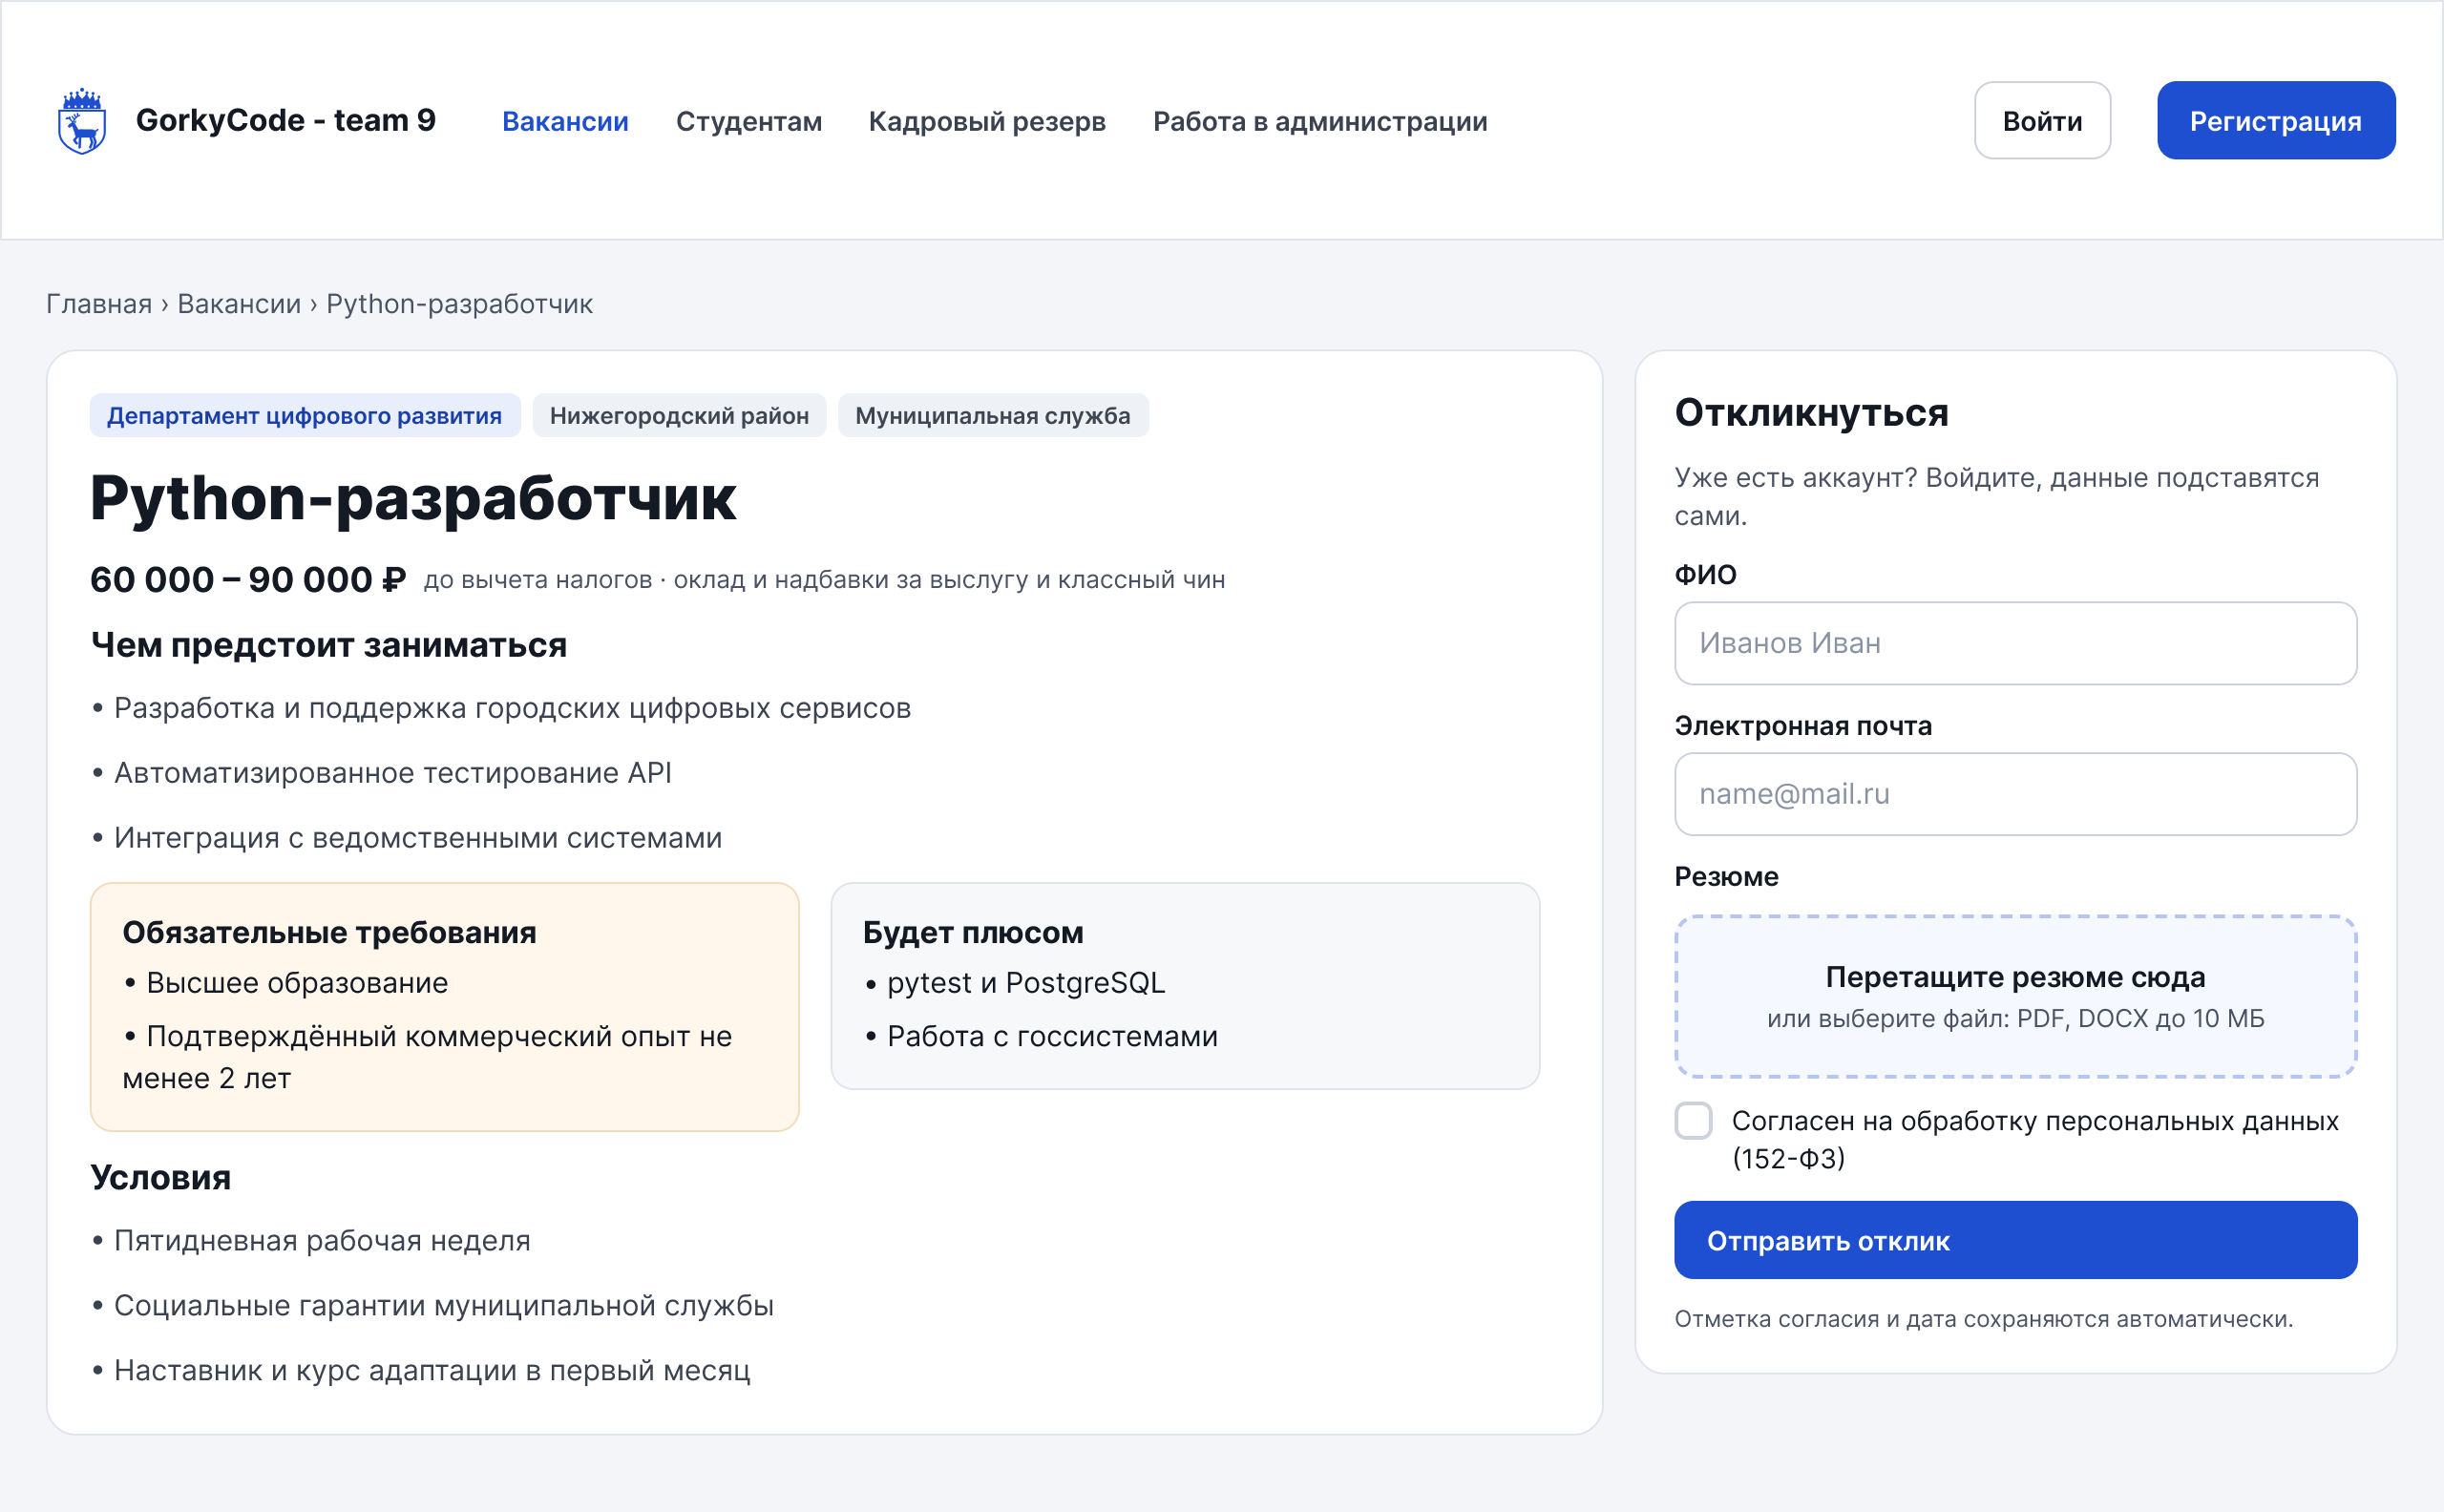 GorkyCode - team 9
Вакансии
Студентам
Кадровый резерв
Работа в администрации
Войти
Регистрация
Главная › Вакансии › Python-разработчик
Департамент цифрового развития
Нижегородский район
Муниципальная служба
Python-разработчик
60 000 – 90 000 ₽ до вычета налогов · оклад и надбавки за выслугу и классный чин
Чем предстоит заниматься
• Разработка и поддержка городских цифровых сервисов
• Автоматизированное тестирование API
• Интеграция с ведомственными системами
Обязательные требования
• Высшее образование
• Подтверждённый коммерческий опыт не
менее 2 лет
Будет плюсом
• pytest и PostgreSQL
• Работа с госсистемами
Условия
• Пятидневная рабочая неделя
• Социальные гарантии муниципальной службы
• Наставник и курс адаптации в первый месяц
Откликнуться
Уже есть аккаунт? Войдите, данные подставятся
сами.
ФИО
Иванов Иван
Электронная почта
name@mail.ru
Резюме
Перетащите резюме сюда
или выберите файл: PDF, DOCX до 10 МБ
Согласен на обработку персональных данных
(152-ФЗ)
Отправить отклик
Отметка согласия и дата сохраняются автоматически.